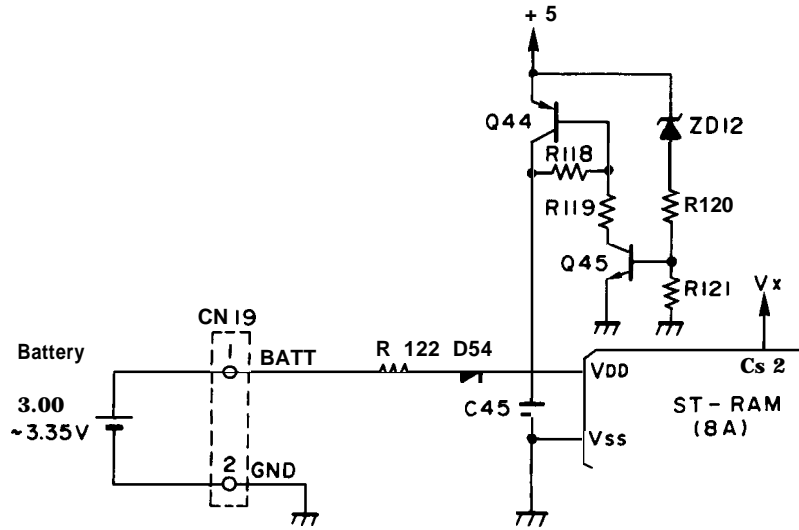 + 5
Q44
ZD12
R118
R119
R120
Q45
R121
Vx
CN19
Battery
1
BATT
R 122 D54
VDD
Cs 2
3.00
~3.35V
C45
ST-RAM
(8A)
VSS
2
GND